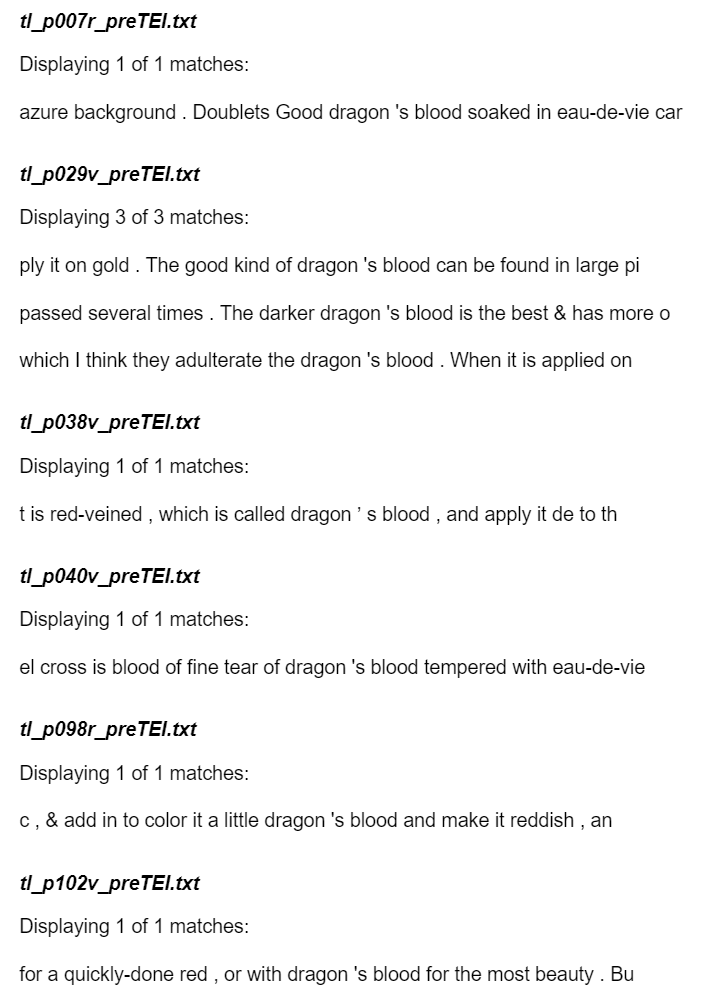 tl_p007r_preTEI.txt
Displaying 1 of 1 matches:
azure background . Doublets Good dragon 's blood soaked in eau-de-vie car
tl_p029v_preTEI.txt
Displaying 3 of 3 matches:
ply it on gold . The good kind of dragon 's blood can be found in large pi
passed several times . The darker dragon 's blood is the best & has more o
which I think they adulterate the dragon 's blood . When it is applied on
tl_p038v_preTEI.txt
Displaying 1 of 1 matches:
t is red-veined , which is called dragon ’ s blood , and apply it de to th
tl_p040v_preTEI.txt
Displaying 1 of 1 matches:
el cross is blood of fine tear of dragon 's blood tempered with eau-de-vie
tl_p098r_preTEI.txt
Displaying 1 of 1 matches:
c , & add in to color it a little dragon 's blood and make it reddish , an
tl_p102v_preTEI.txt
Displaying 1 of 1 matches:
for a quickly-done red , or with dragon 's blood for the most beauty . Bu